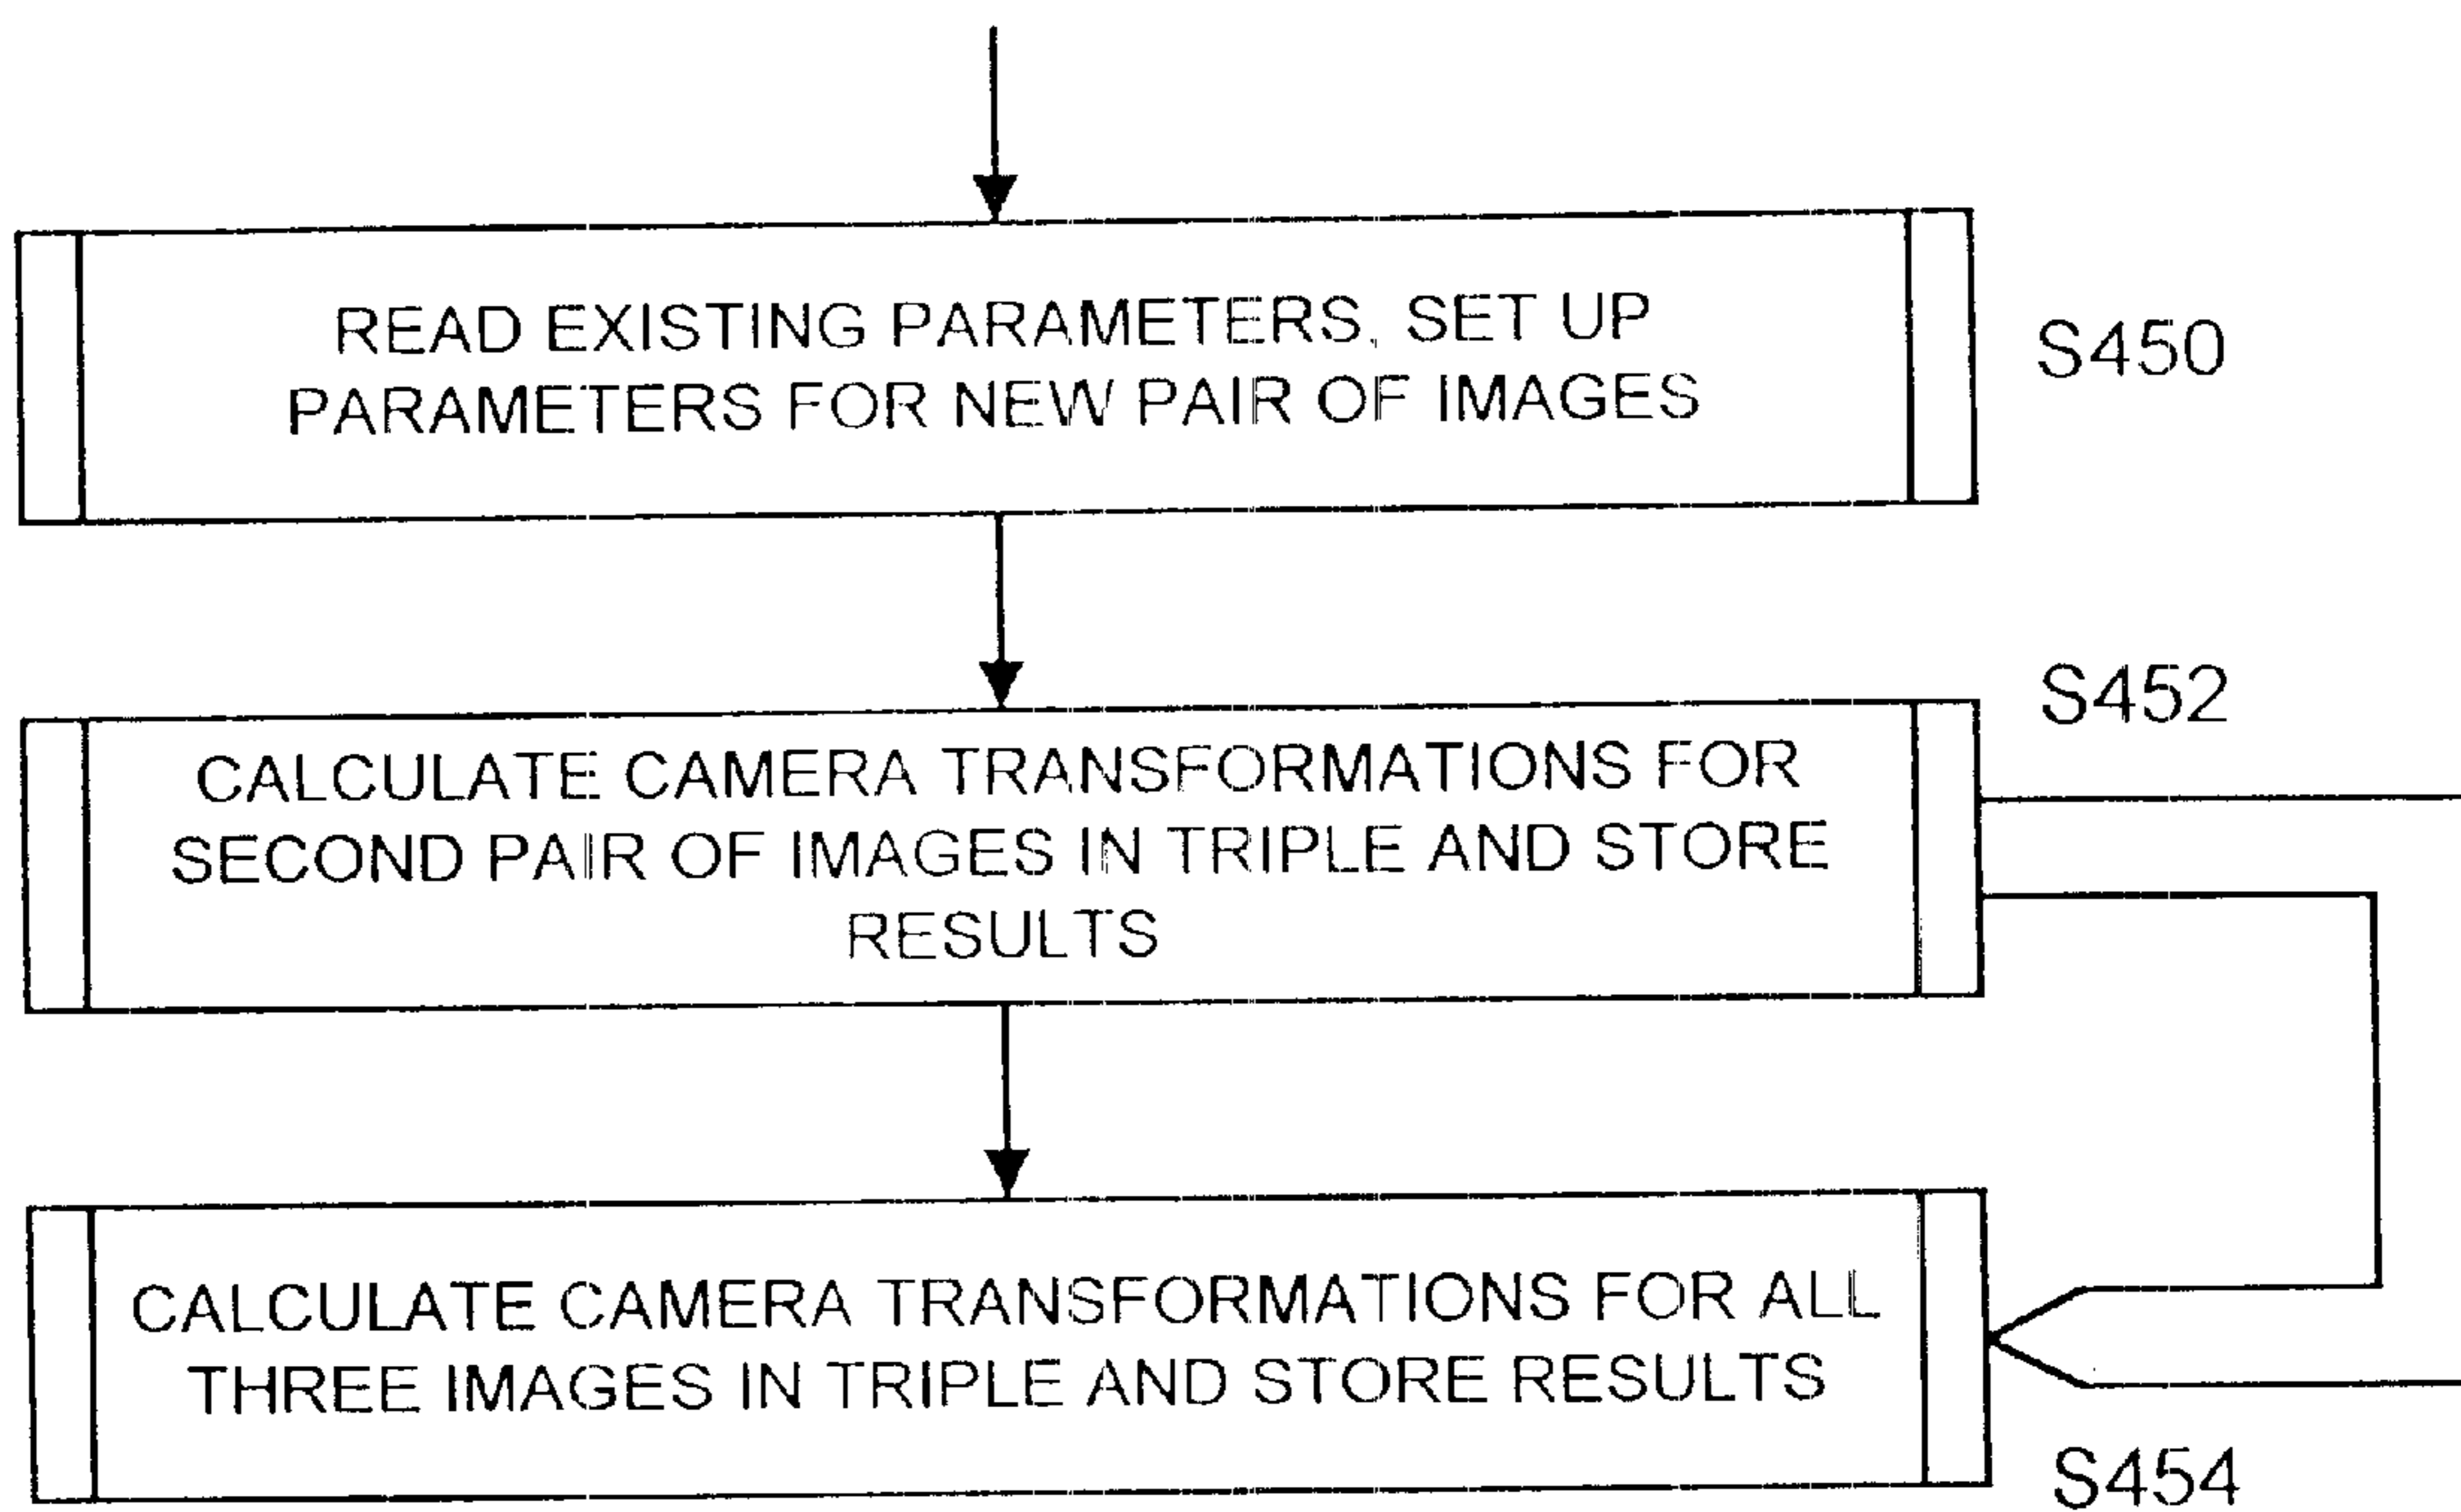 READ EXISTING PARAMETERS, SET UP
PARAMETERS FOR NEW PAIR OF IMAGES
S450
S452
CALCULATE CAMERA TRANSFORMATIONS FOR
SECOND PAIR OF IMAGES IN TRIPLE AND STORE
RESULTS
CALCULATE CAMERA TRANSFORMATIONS FOR ALL
THREE IMAGES IN TRIPLE AND STORE RESULTS
S454